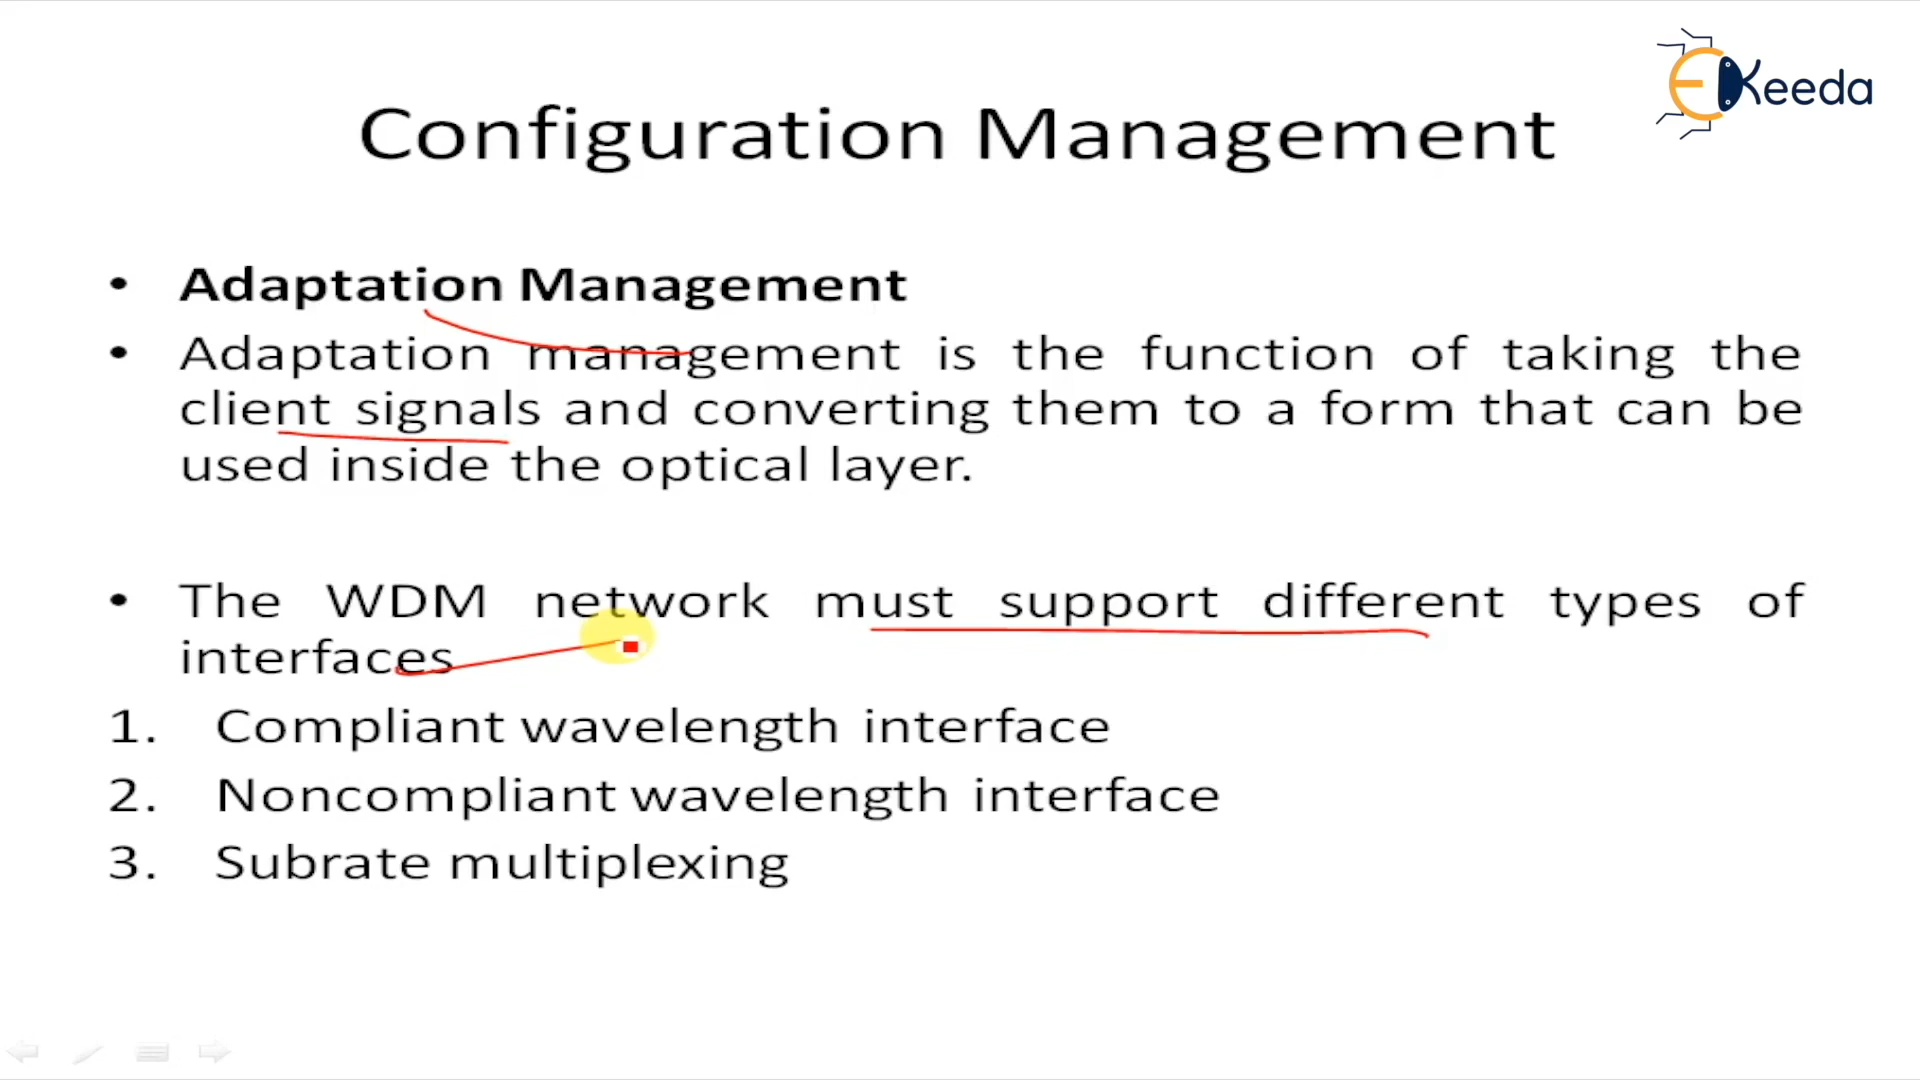 EKeeda
Configuration Management
• Adaptation Management
• Adaptation management is the function of taking the
client signals and converting them to a form that can be
used inside the optical layer.
• The WDM network must support different types of
interfaces
1. Compliant wavelength interface
2. Noncompliant wavelength interface
3. Subrate multiplexing